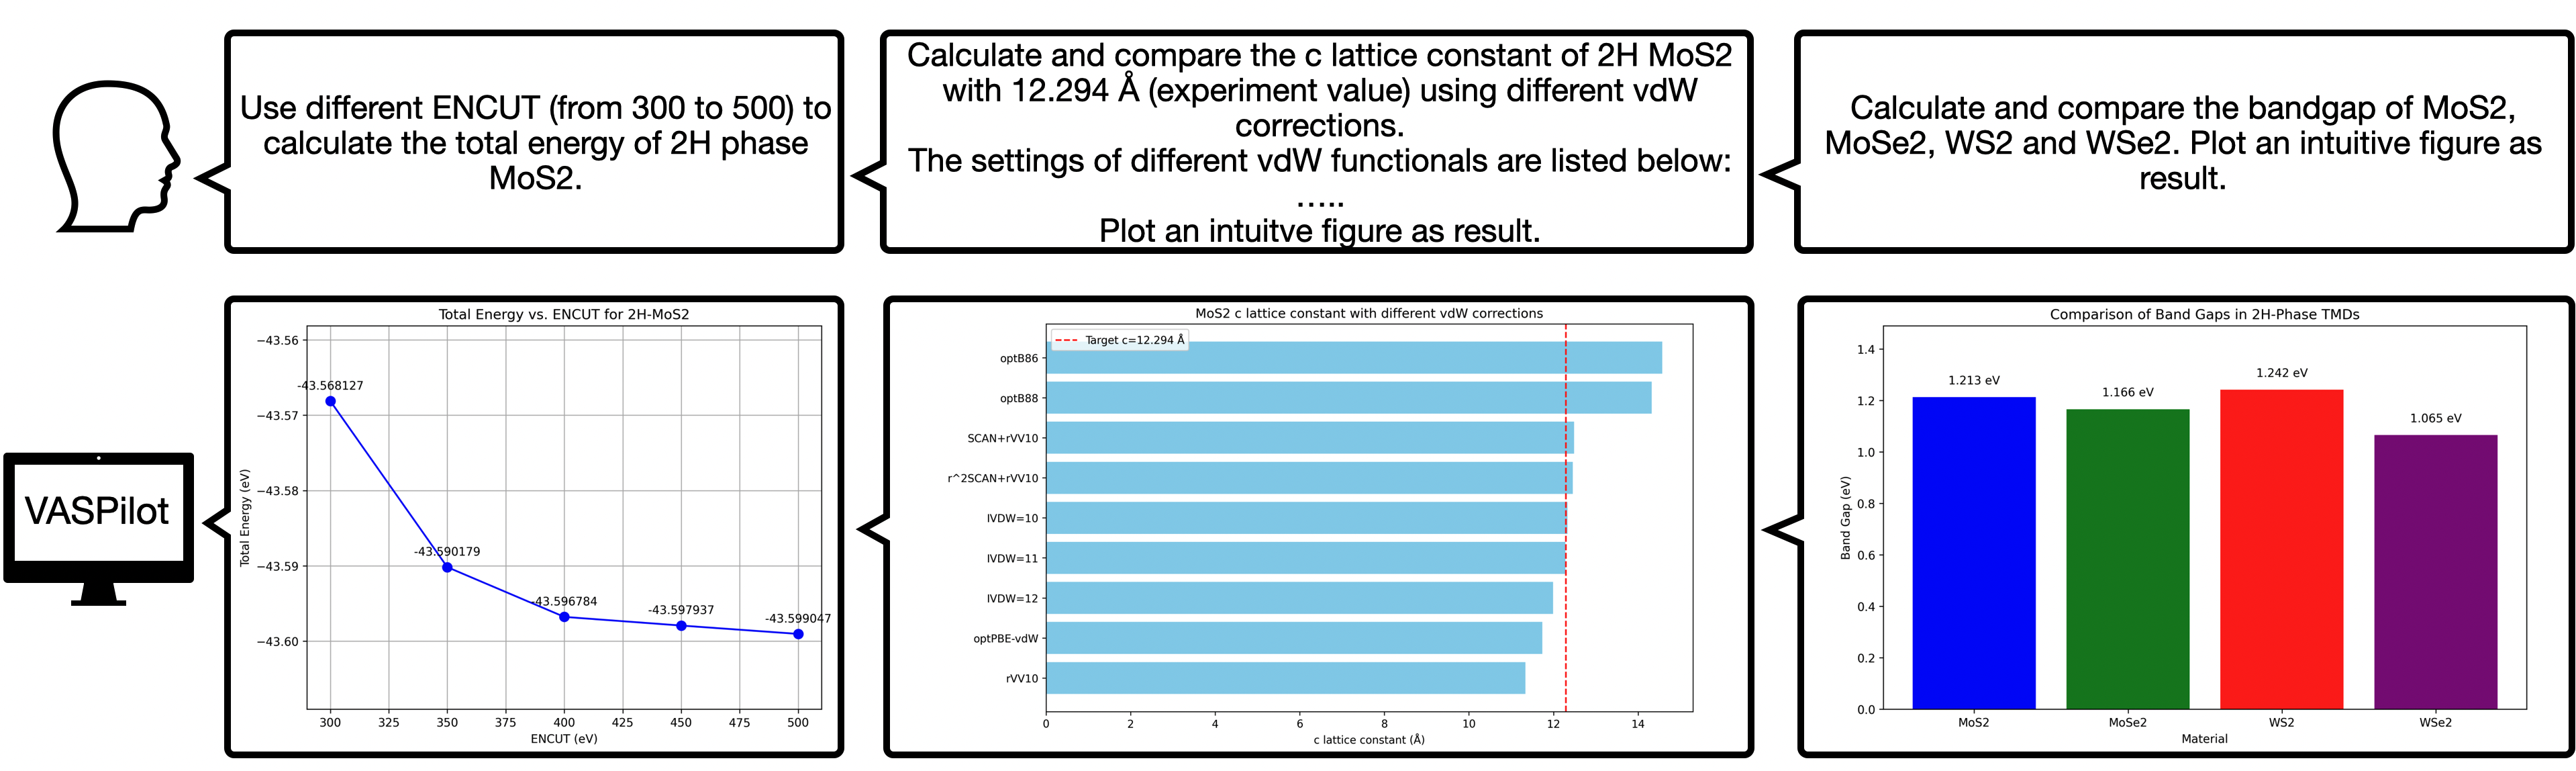 Use different ENCUT (from 300 to 500) to
calculate the total energy of 2H phase
MoS2.
Calculate and compare the c lattice constant of 2H MoS2
with 12.294 Å (experiment value) using different vdW
corrections.
The settings of different vdW functionals are listed below:
.....
Plot an intuitve figure as result.
Calculate and compare the bandgap of MoS2,
MoSe2, WS2 and WSe2. Plot an intuitive figure as
result.
VASPilot
Total Energy vs. ENCUT for 2H-MoS2
Total Energy (eV)
−43.56
−43.57
−43.58
−43.59
−43.60
-43.568127
-43.590179
-43.596784
-43.597937
-43.599047
300
325
350
375
400
425
450
475
500
ENCUT (eV)
MoS2 c lattice constant with different vdW corrections
Target c=12.294 Å
optB86
optB88
SCAN+rVV10
r^2SCAN+rVV10
IVDW=10
IVDW=11
IVDW=12
optPBE-vdW
rVV10
0
2
4
6
8
10
12
14
c lattice constant (Å)
Comparison of Band Gaps in 2H-Phase TMDs
Band Gap (eV)
1.4
1.2
1.0
0.8
0.6
0.4
0.2
0.0
1.213 eV
1.166 eV
1.242 eV
1.065 eV
MoS2
MoSe2
WS2
WSe2
Material